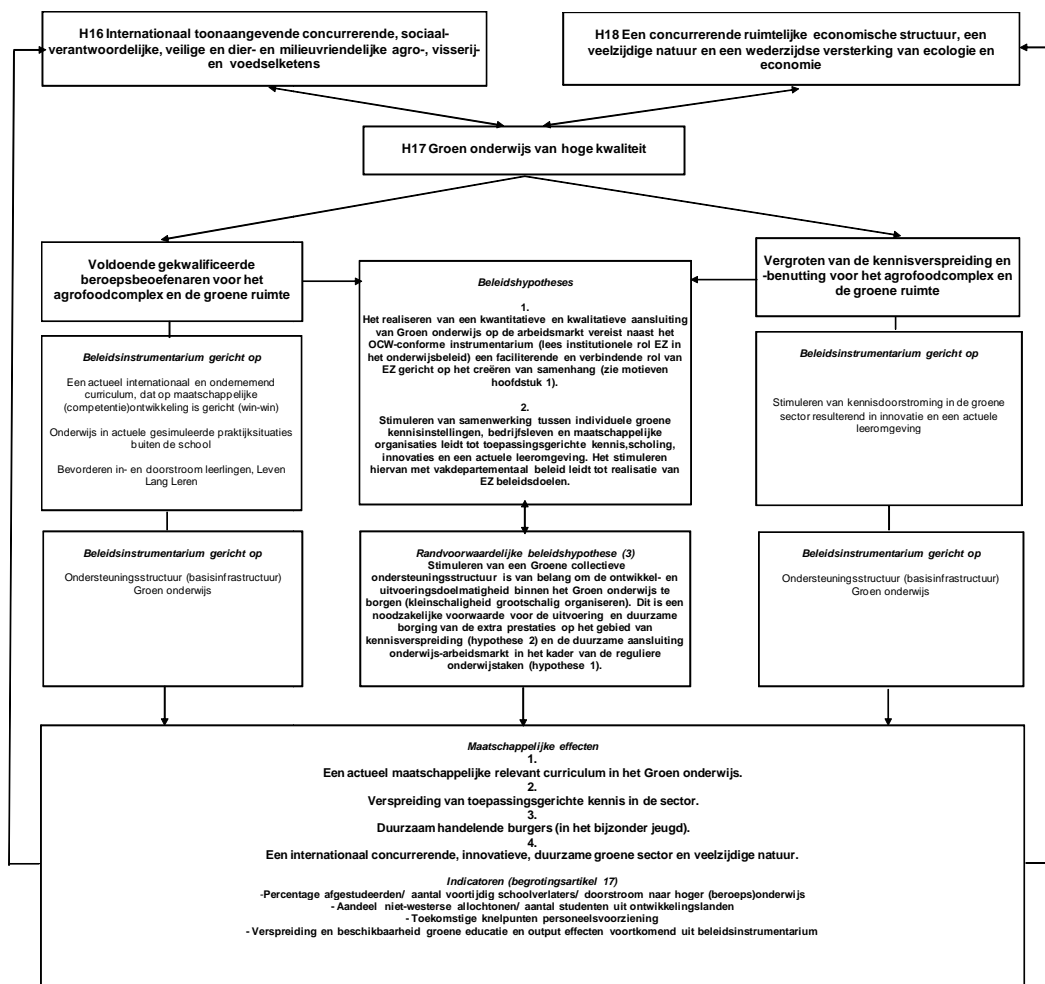 H16 Internationaal toonaangevende concurrerende, sociaal-
verantwoordelijke, veilige en dier- en milieuvriendelijke agro-, visserij-
en voedselketens
H18 Een concurrerende ruimtelijke economische structuur, een
veelzijdige natuur en een wederzijdse versterking van ecologie en
economie
H17 Groen onderwijs van hoge kwaliteit
Voldoende gekwalificeerde
beroepsbeoefenaren voor het
agrofoodcomplex en de groene ruimte
Vergroten van de kennisverspreiding en
-benutting voor het agrofoodcomplex en
de groene ruimte
Beleidshypotheses
1.
Het realiseren van een kwantitatieve en kwalitatieve aansluiting
van Groen onderwijs op de arbeidsmarkt vereist naast het
OCW-conforme instrumentarium (lees institutionele rol EZ in
het onderwijsbeleid) een faciliterende en verbindende rol van
EZ gericht op het creëren van samenhang (zie motieven
hoofdstuk 1).
2.
Stimuleren van samenwerking tussen individuele groene
kennisinstellingen, bedrijfsleven en maatschappelijke
organisaties leidt tot toepassingsgerichte kennis,scholing,
innovaties en een actuele leeromgeving. Het stimuleren
hiervan met vakdepartementaal beleid leidt tot realisatie van
EZ beleidsdoelen.
Beleidsinstrumentarium gericht op
Een actueel internationaal en ondernemend
curriculum, dat op maatschappelijke
(competentie)ontwikkeling is gericht (win-win)
Onderwijs in actuele gesimuleerde praktijksituaties
buiten de school
Bevorderen in- en doorstroom leerlingen, Leven
Lang Leren
Beleidsinstrumentarium gericht op
Stimuleren van kennisdoorstroming in de groene
sector resulterend in innovatie en een actuele
leeromgeving
Beleidsinstrumentarium gericht op
Ondersteuningsstructuur (basisinfrastructuur)
Groen onderwijs
Randvoorwaardelijke beleidshypothese (3)
Stimuleren van een Groene collectieve
ondersteuningsstructuur is van belang om de ontwikkel- en
uitvoeringsdoelmatigheid binnen het Groen onderwijs te
borgen (kleinschaligheid grootschalig organiseren). Dit is een
noodzakelijke voorwaarde voor de uitvoering en duurzame
borging van de extra prestaties op het gebied van
kennisverspreiding (hypothese 2) en de duurzame aansluiting
onderwijs-arbeidsmarkt in het kader van de reguliere
onderwijstaken (hypothese 1).
Beleidsinstrumentarium gericht op
Ondersteuningsstructuur (basisinfrastructuur)
Groen onderwijs
Maatschappelijke effecten
1.
Een actueel maatschappelijke relevant curriculum in het Groen onderwijs.
2.
Verspreiding van toepassingsgerichte kennis in de sector.
3.
Duurzaam handelende burgers (in het bijzonder jeugd).
4.
Een internationaal concurrerende, innovatieve, duurzame groene sector en veelzijdige natuur.
Indicatoren (begrotingsartikel 17)
-Percentage afgestudeerden/ aantal voortijdig schoolverlaters/ doorstroom naar hoger (beroeps)onderwijs
- Aandeel niet-westerse allochtonen/ aantal studenten uit ontwikkelingslanden
- Toekomstige knelpunten personeelsvoorziening
- Verspreiding en beschikbaarheid groene educatie en output effecten voortkomend uit beleidsinstrumentarium